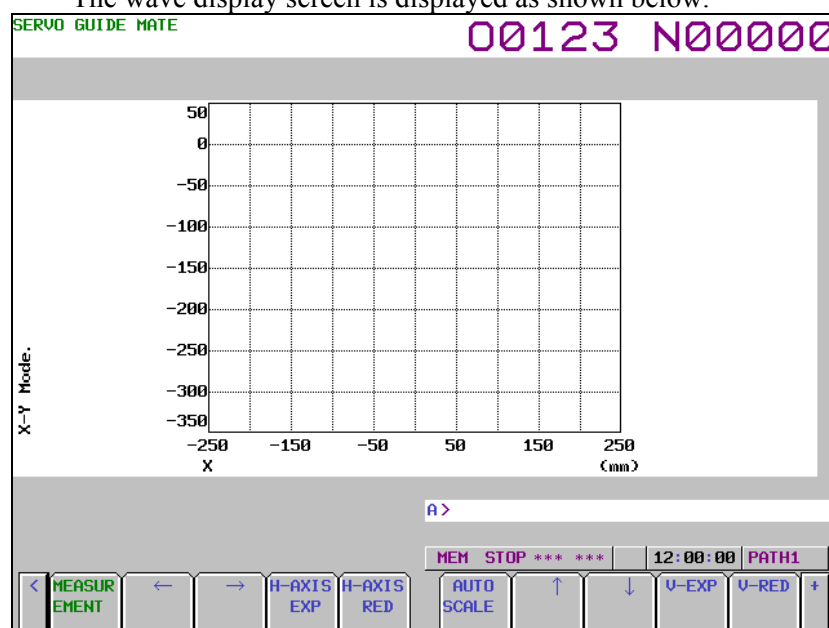 The wave display screen is displayed as shown below.
SERVO GUIDE MATE O0123 N00000
50
0
-50
-100
-150
-200
-250
-300
-350
X-Y Mode.
-250 -150 -50 50 150 250
X (mm)
A>
MEM STOP *** *** 12:00:00 PATH1
< MEASUR ← → H-AXIS H-AXIS AUTO ↑ ↓ V-EXP V-RED +
EMENT EXP RED SCALE